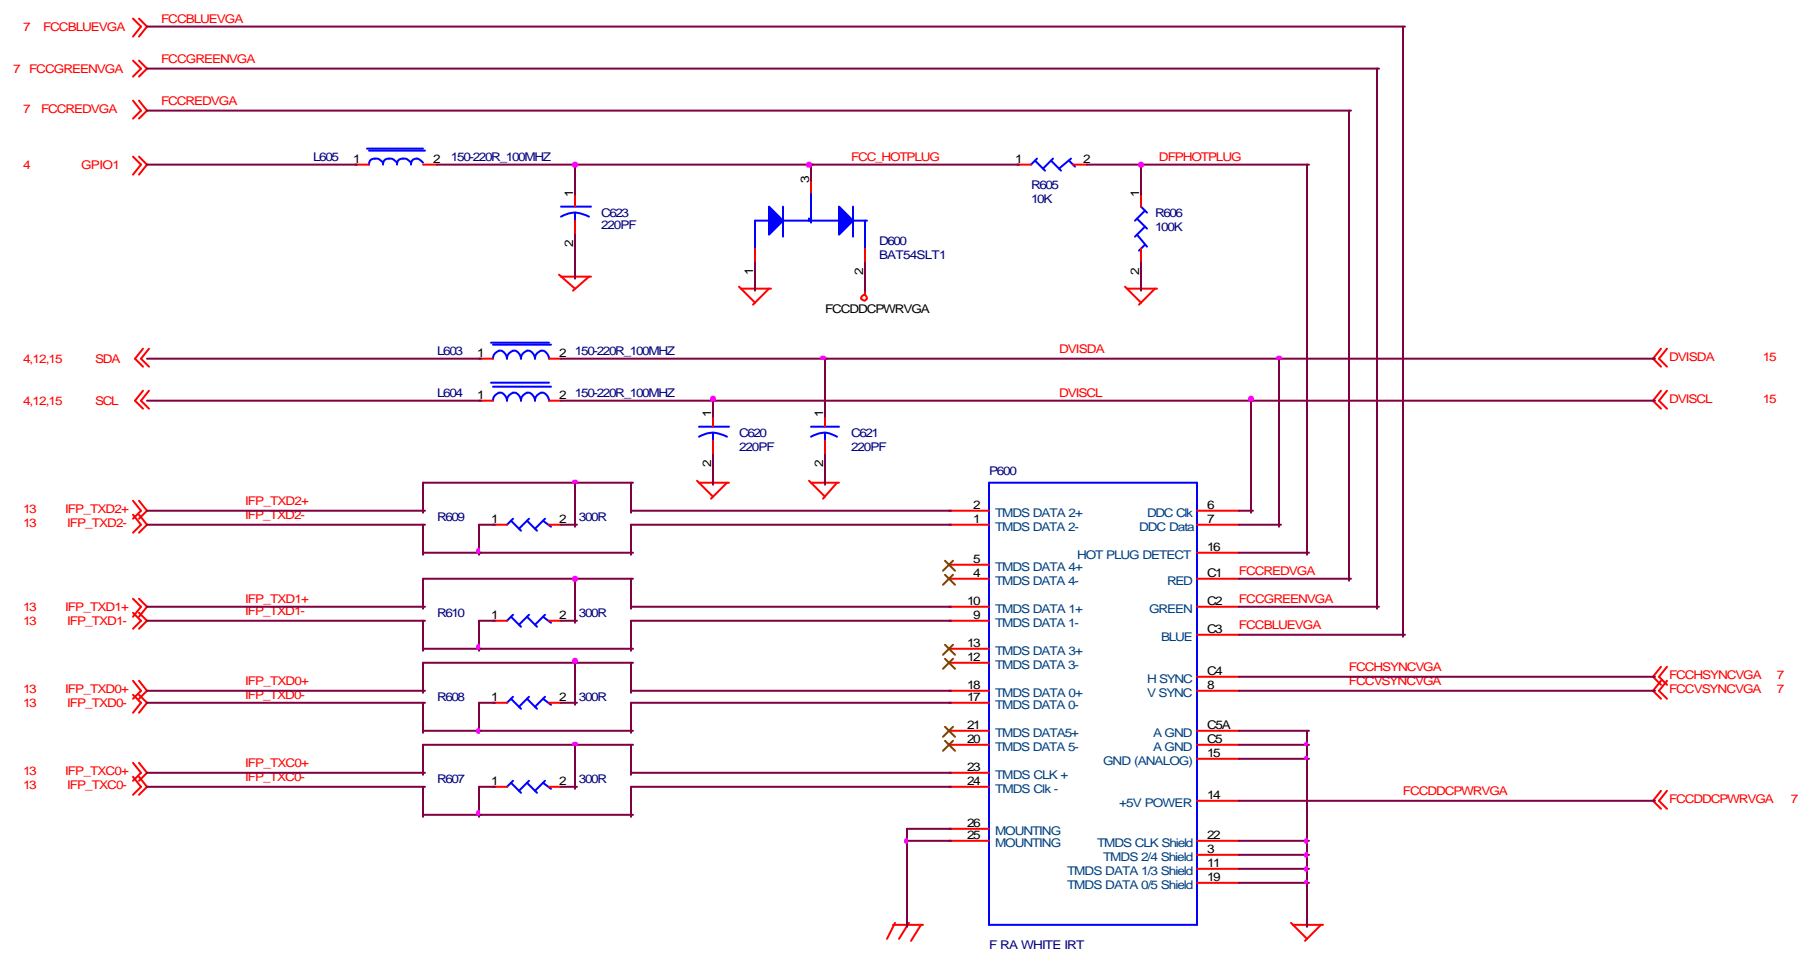 7 FCCBLUEVGA FCCBLUEVGA
7 FCCGREENVGA FCCGREENVGA
7 FCCREDVGA FCCREDVGA
4 GPIO1 L605 1 2 150-220R_100MHZ FCC_HOTPLUG 1 2 DFPHOTPLUG
R605
10K
3
1 C623
220PF
2
1 R606
100K
2
D600
BAT54SLT1
1 2
FCCDDCPWRVGA
4,12,15 SDA L603 1 2 150-220R_100MHZ DVISDA DVISDA 15
4,12,15 SCL L604 1 2 150-220R_100MHZ DVISCL DVISCL 15
1 C620
220PF
2
1 C621
220PF
2
P600
13 IFP_TXD2+ IFP_TXD2+
13 IFP_TXD2- IFP_TXD2-
R609 1 2 300R
2 TMDS DATA 2+
1 TMDS DATA 2-
5 TMDS DATA 4+
4 TMDS DATA 4-
13 IFP_TXD1+ IFP_TXD1+
13 IFP_TXD1- IFP_TXD1-
R610 1 2 300R
10 TMDS DATA 1+
9 TMDS DATA 1-
13 TMDS DATA 3+
12 TMDS DATA 3-
13 IFP_TXD0+ IFP_TXD0+
13 IFP_TXD0- IFP_TXD0-
R608 1 2 300R
18 TMDS DATA 0+
17 TMDS DATA 0-
21 TMDS DATA5+
20 TMDS DATA 5-
13 IFP_TXC0+ IFP_TXC0+
13 IFP_TXC0- IFP_TXC0-
R607 1 2 300R
23 TMDS CLK +
24 TMDS Clk -
26 MOUNTING
25 MOUNTING
DDC Clk 6
DDC Data 7
HOT PLUG DETECT 16
RED C1 FCCREDVGA
GREEN C2 FCCGREENVGA
BLUE C3 FCCBLUEVGA
H SYNC C4 FCCHSYNCVGA FCCHSYNCVGA 7
V SYNC 8 FCCVSYNCVGA FCCVSYNCVGA 7
A GND C5A
A GND C5
GND (ANALOG) 15
+5V POWER 14 FCCDDCPWRVGA FCCDDCPWRVGA 7
TMDS CLK Shield 22
TMDS 2/4 Shield 3
TMDS DATA 1/3 Shield 11
TMDS DATA 0/5 Shield 19
F RA WHITE IRT